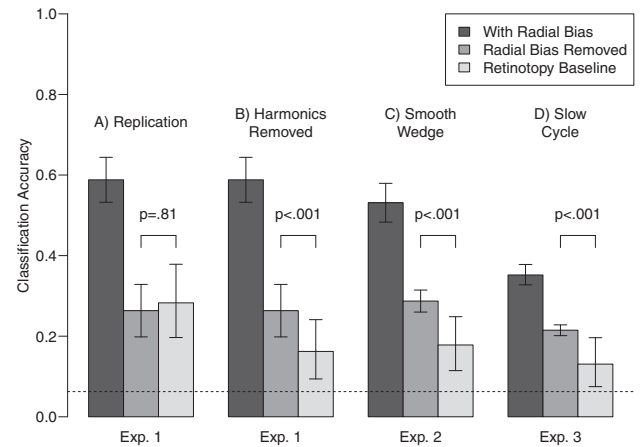 1.0
0.8
0.6
0.4
0.2
0.0
Classification Accuracy
With Radial Bias
Radial Bias Removed
Retinotopy Baseline
A) Replication
B) Harmonics
Removed
C) Smooth
Wedge
D) Slow
Cycle
p=.81
p<.001
p<.001
p<.001
Exp. 1
Exp. 1
Exp. 2
Exp. 3